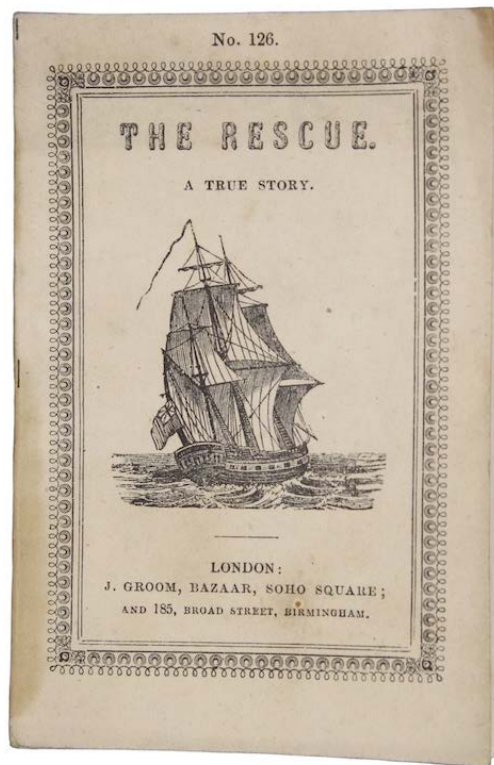 No. 126.
THE RESCUE.
A TRUE STORY.
LONDON:
J. GROOM, BAZAAR, SOHO SQUARE;
AND 185, BROAD STREET, BIRMINGHAM.